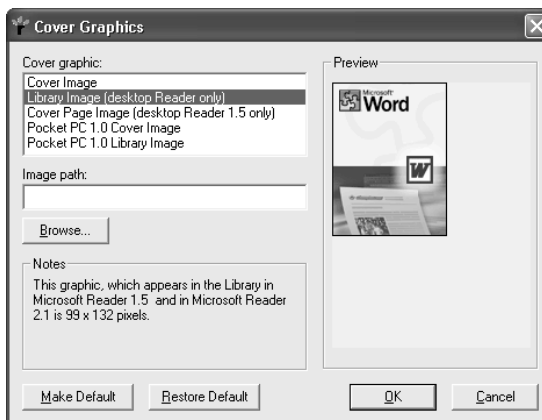 Cover Graphics
Cover graphic:
Cover Image
Library Image (desktop Reader only)
Cover Page Image (desktop Reader 1.5 only)
Pocket PC 1.0 Cover Image
Pocket PC 1.0 Library Image
Image path:
Browse...
Notes
This graphic, which appears in the Library in
Microsoft Reader 1.5 and in Microsoft Reader
2.1 is 99 x 132 pixels.
Make Default
Restore Default
Preview
Microsoft
Word
W
OK
Cancel